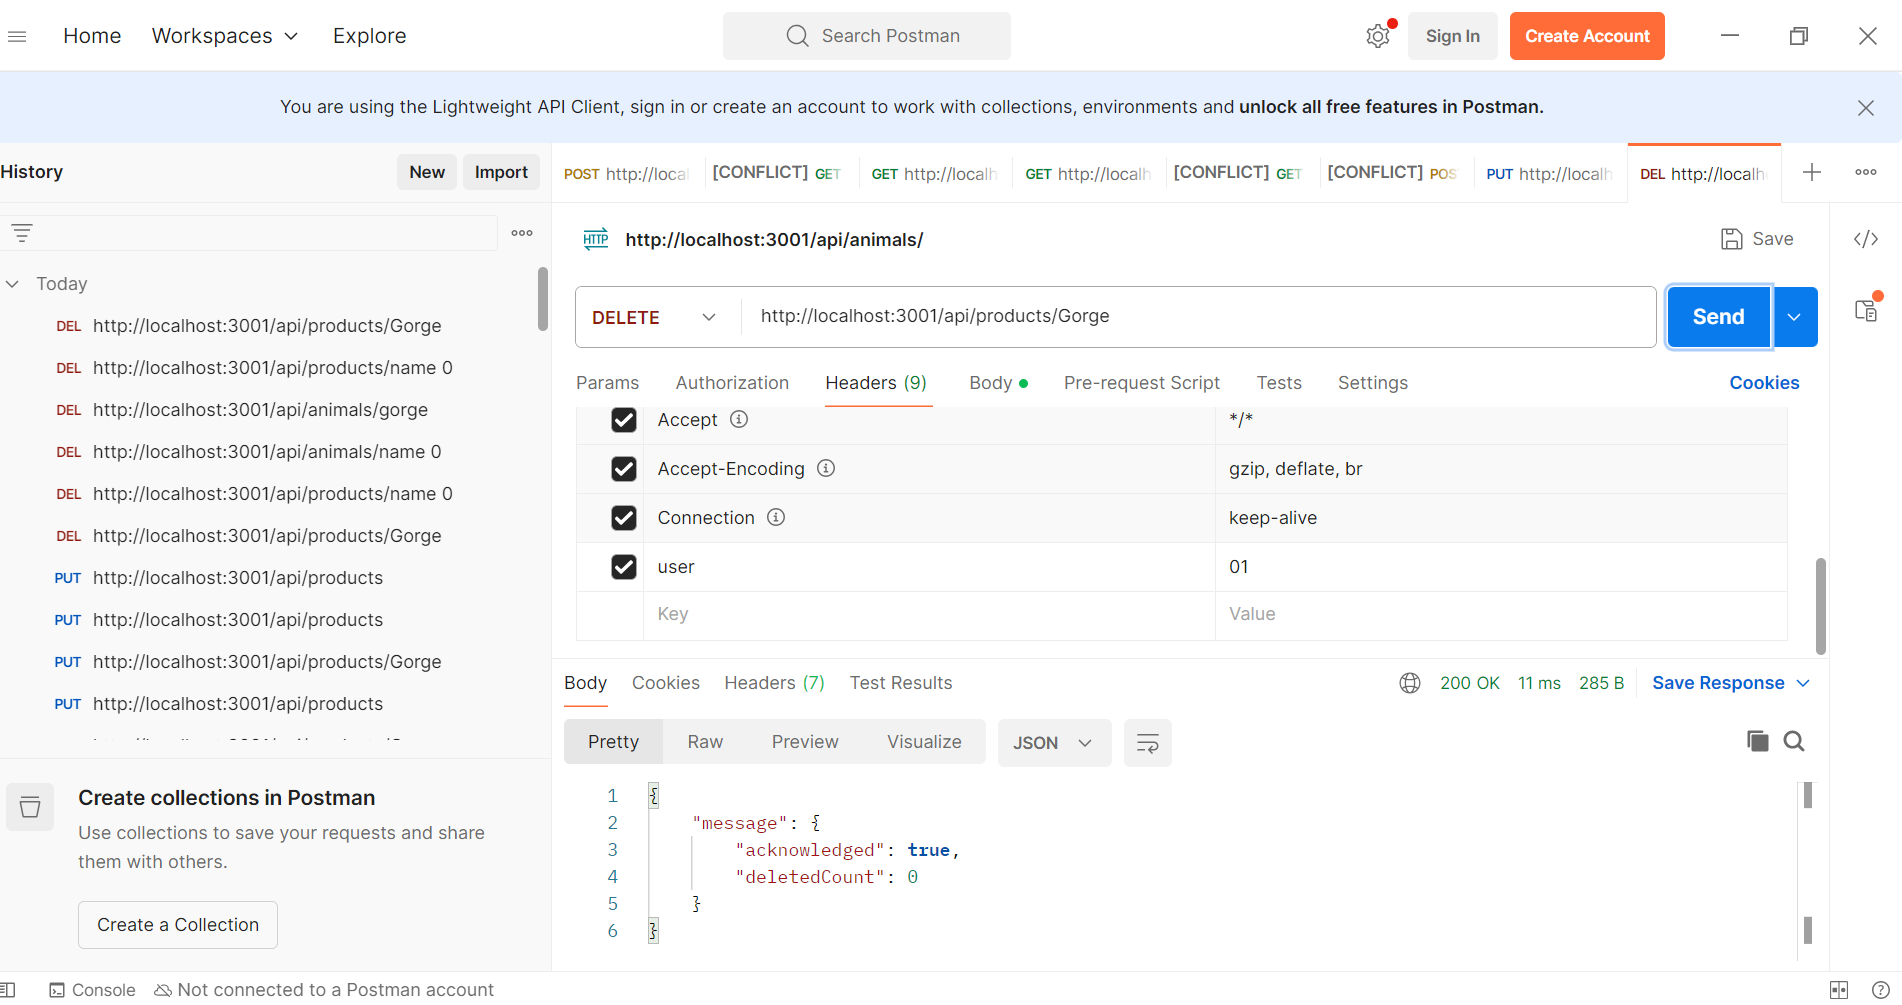 Home Workspaces Explore
Search Postman
Sign In
Create Account
You are using the Lightweight API Client, sign in or create an account to work with collections, environments and unlock all free features in Postman.
History
New
Import
POST http://local
[CONFLICT] GET
GET http://localh
GET http://localh
[CONFLICT] GET
[CONFLICT] POS
PUT http://localh
DEL http://localh
Today
DEL http://localhost:3001/api/products/Gorge
DEL http://localhost:3001/api/products/name 0
DEL http://localhost:3001/api/animals/gorge
DEL http://localhost:3001/api/animals/name 0
DEL http://localhost:3001/api/products/name 0
DEL http://localhost:3001/api/products/Gorge
PUT http://localhost:3001/api/products
PUT http://localhost:3001/api/products
PUT http://localhost:3001/api/products/Gorge
PUT http://localhost:3001/api/products
Create collections in Postman
Use collections to save your requests and share
them with others.
Create a Collection
HTTP http://localhost:3001/api/animals/
Save
DELETE http://localhost:3001/api/products/Gorge
Send
Params Authorization Headers (9) Body Pre-request Script Tests Settings Cookies
Accept */*
Accept-Encoding gzip, deflate, br
Connection keep-alive
user 01
Key Value
Body Cookies Headers (7) Test Results
200 OK 11 ms 285 B Save Response
Pretty Raw Preview Visualize JSON
1 {
2 "message": {
3 "acknowledged": true,
4 "deletedCount": 0
5 }
6 }
Console Not connected to a Postman account